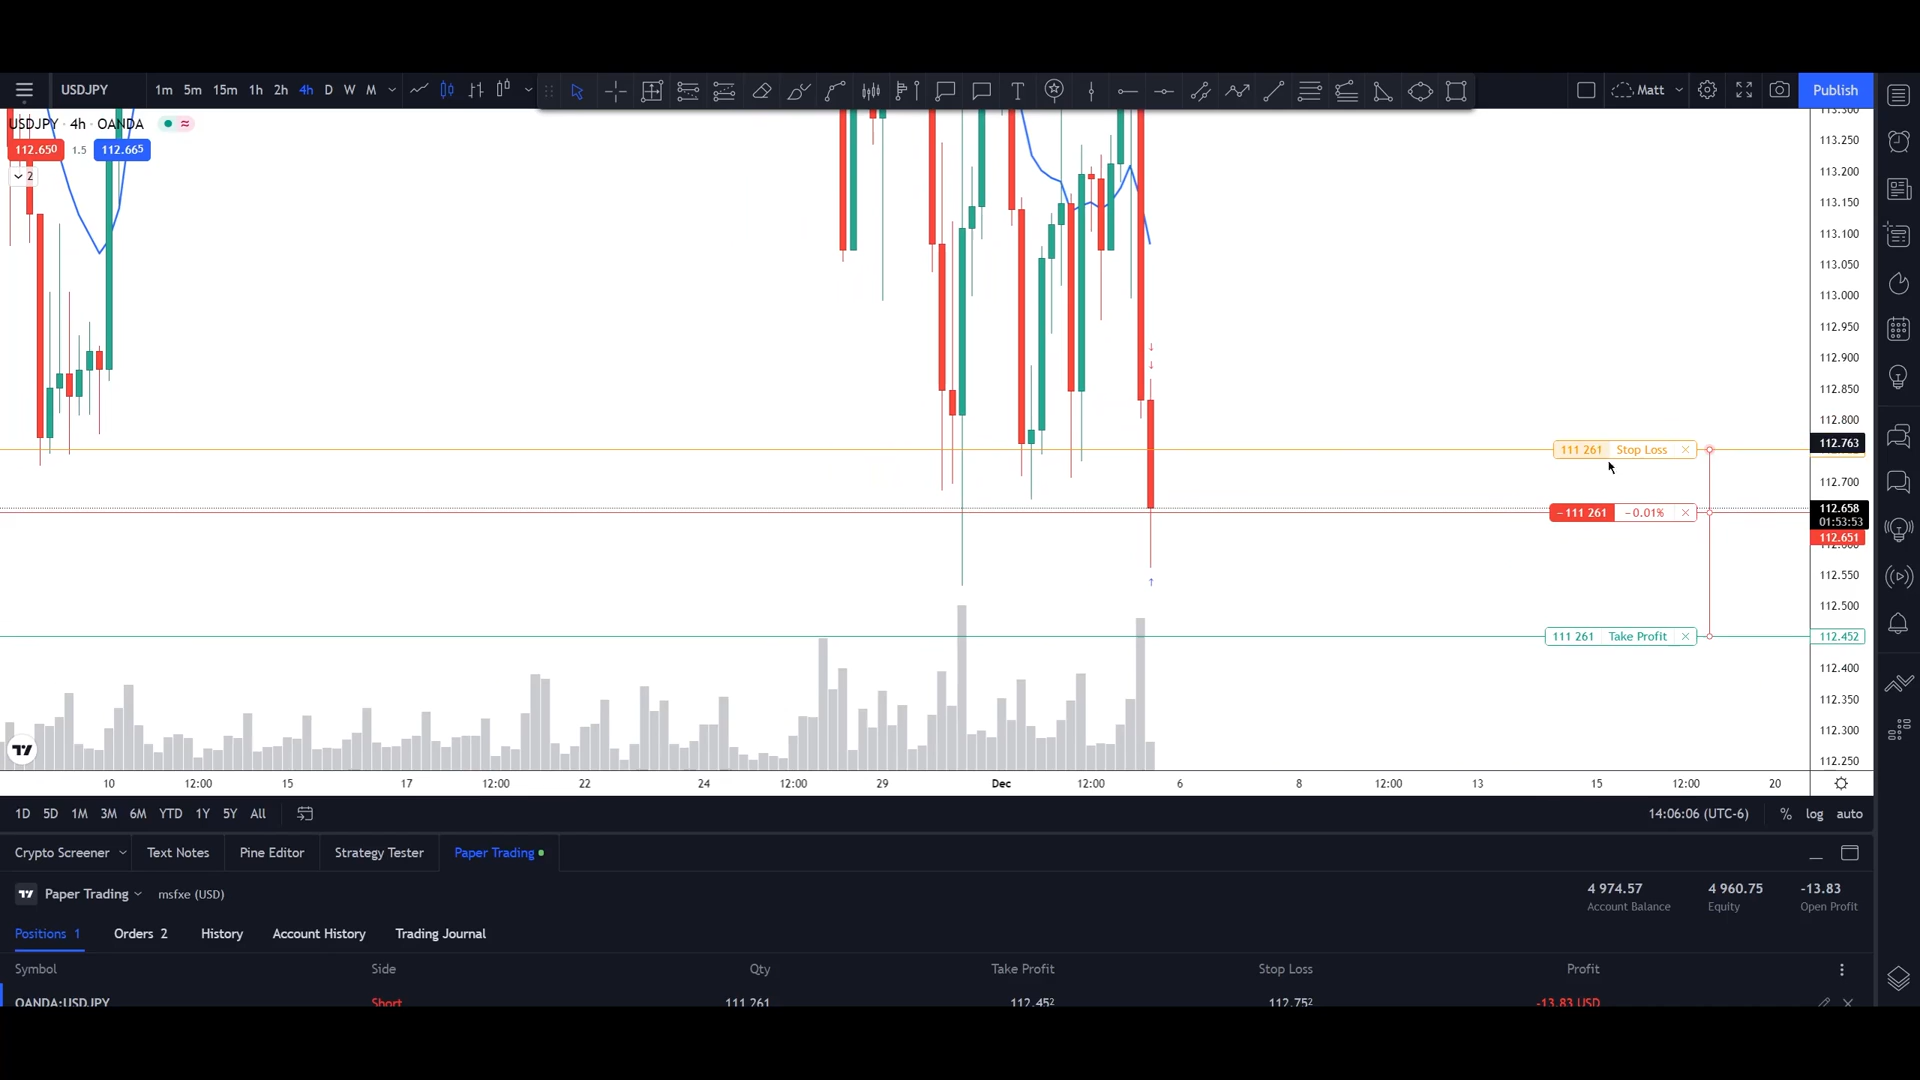 USDJPY 1m 5m 15m 1h 2h 4h D W M Matt Publish
USDJPY · 4h · OANDA
112.650 1.5 112.665
2
113.300
113.250
113.200
113.150
113.100
113.050
113.000
112.950
112.900
112.850
112.800
112.763
111 261 Stop Loss
112.700
112.658
01:53:53
−111 261 −0.01%
112.651
112.550
112.500
111 261 Take Profit 112.452
112.400
112.350
112.300
112.250
10 12:00 15 17 12:00 22 24 12:00 29 Dec 12:00 6 8 12:00 13 15 12:00 20
1D 5D 1M 3M 6M YTD 1Y 5Y All 14:06:06 (UTC-6) % log auto
Crypto Screener Text Notes Pine Editor Strategy Tester Paper Trading
Paper Trading msfxe (USD) 4 974.57 4 960.75 -13.83
Account Balance Equity Open Profit
Positions 1 Orders 2 History Account History Trading Journal
Symbol Side Qty Take Profit Stop Loss Profit
OANDA:USDJPY Short 111 261 112.452 112.752 -13.83 USD